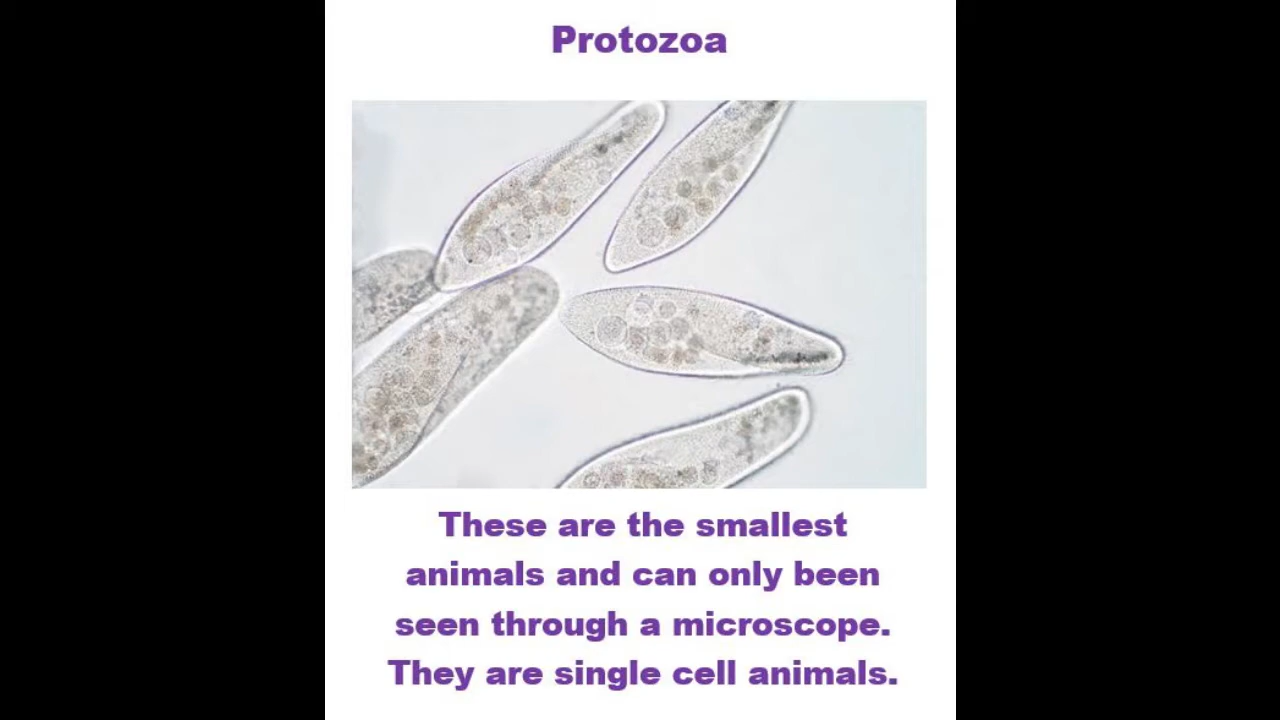 Protozoa
These are the smallest
animals and can only been
seen through a microscope.
They are single cell animals.